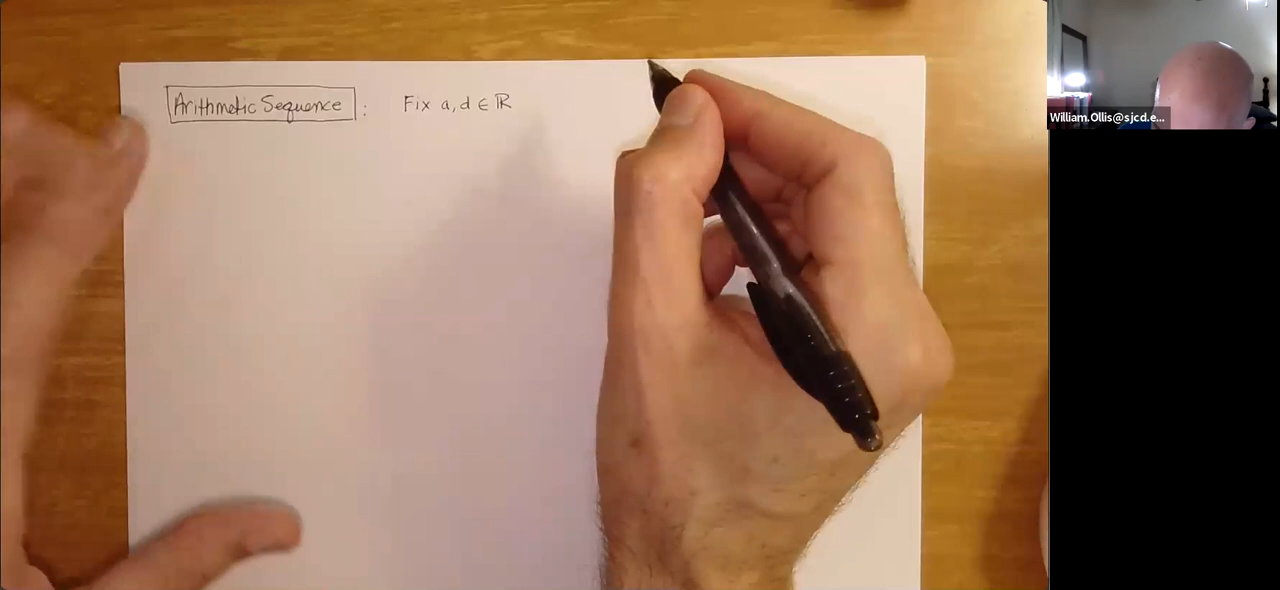 Arithmetic Sequence : Fix a, d ∈ ℝ
William.Ollis@sjcd.e...